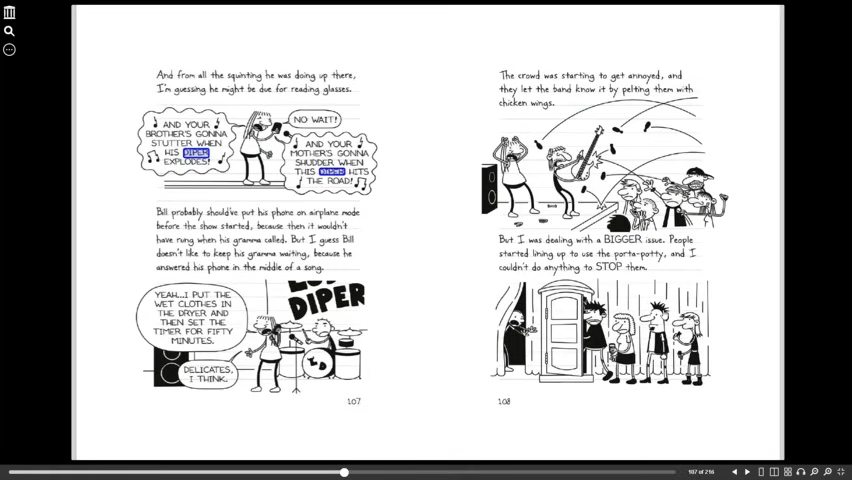 And from all the squinting he was doing up there,
I'm guessing he might be due for reading glasses.
AND YOUR
BROTHER'S GONNA
STUTTER WHEN
HIS DIPER
EXPLODES!
NO WAIT!
AND YOUR
MOTHER'S GONNA
SHUDDER WHEN
THIS DIPER HITS
THE ROAD!
Bill probably should've put his phone on airplane mode
before the show started, because then it wouldn't
have rung when his gramma called. But I guess Bill
doesn't like to keep his gramma waiting, because he
answered his phone in the middle of a song.
YEAH...I PUT THE
WET CLOTHES IN
THE DRYER AND
THEN SET THE
TIMER FOR FIFTY
MINUTES.
DELICATES,
I THINK.
DIPER
LD
107
The crowd was starting to get annoyed, and
they let the band know it by pelting them with
chicken wings.
But I was dealing with a BIGGER issue. People
started lining up to use the porta-potty, and I
couldn't do anything to STOP them.
108
107 of 216